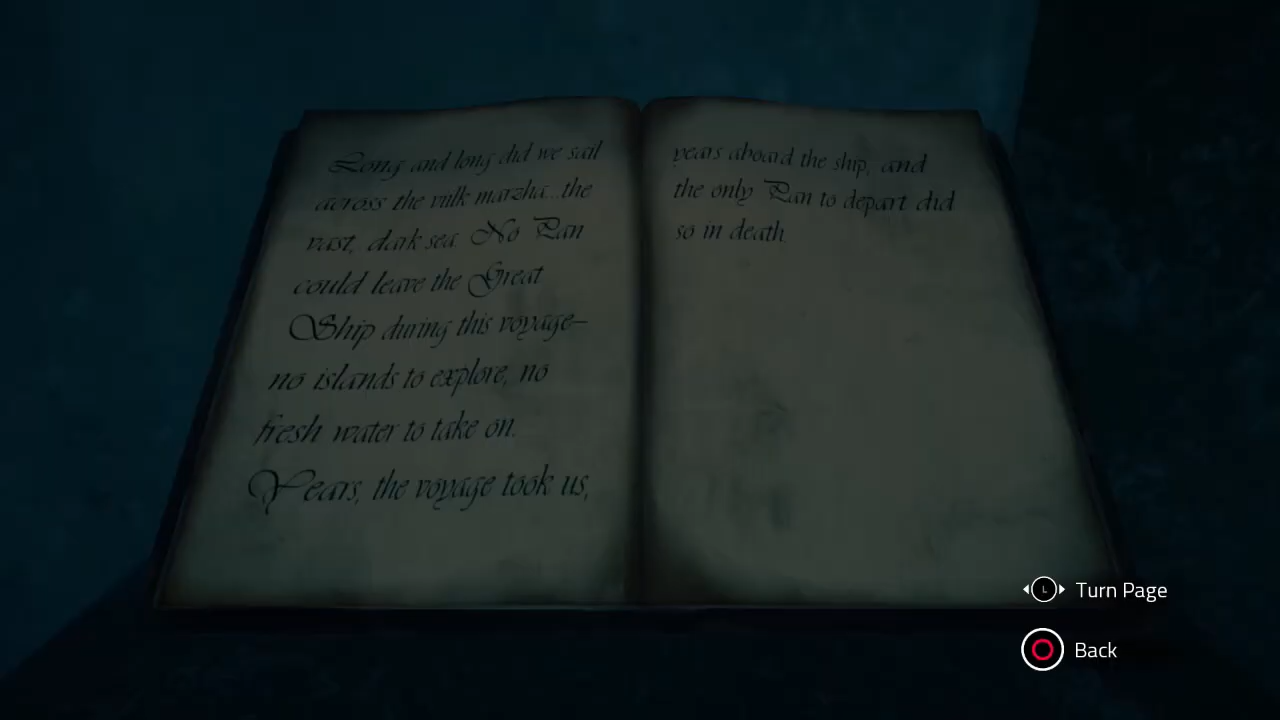 Long and long did we sail
across the vulk marzha...the
vast, dark sea. No Pan
could leave the Great
Ship during this voyage—
no islands to explore, no
fresh water to take on.
Years, the voyage took us,
years aboard the ship, and
the only Pan to depart did
so in death.
L Turn Page
Back